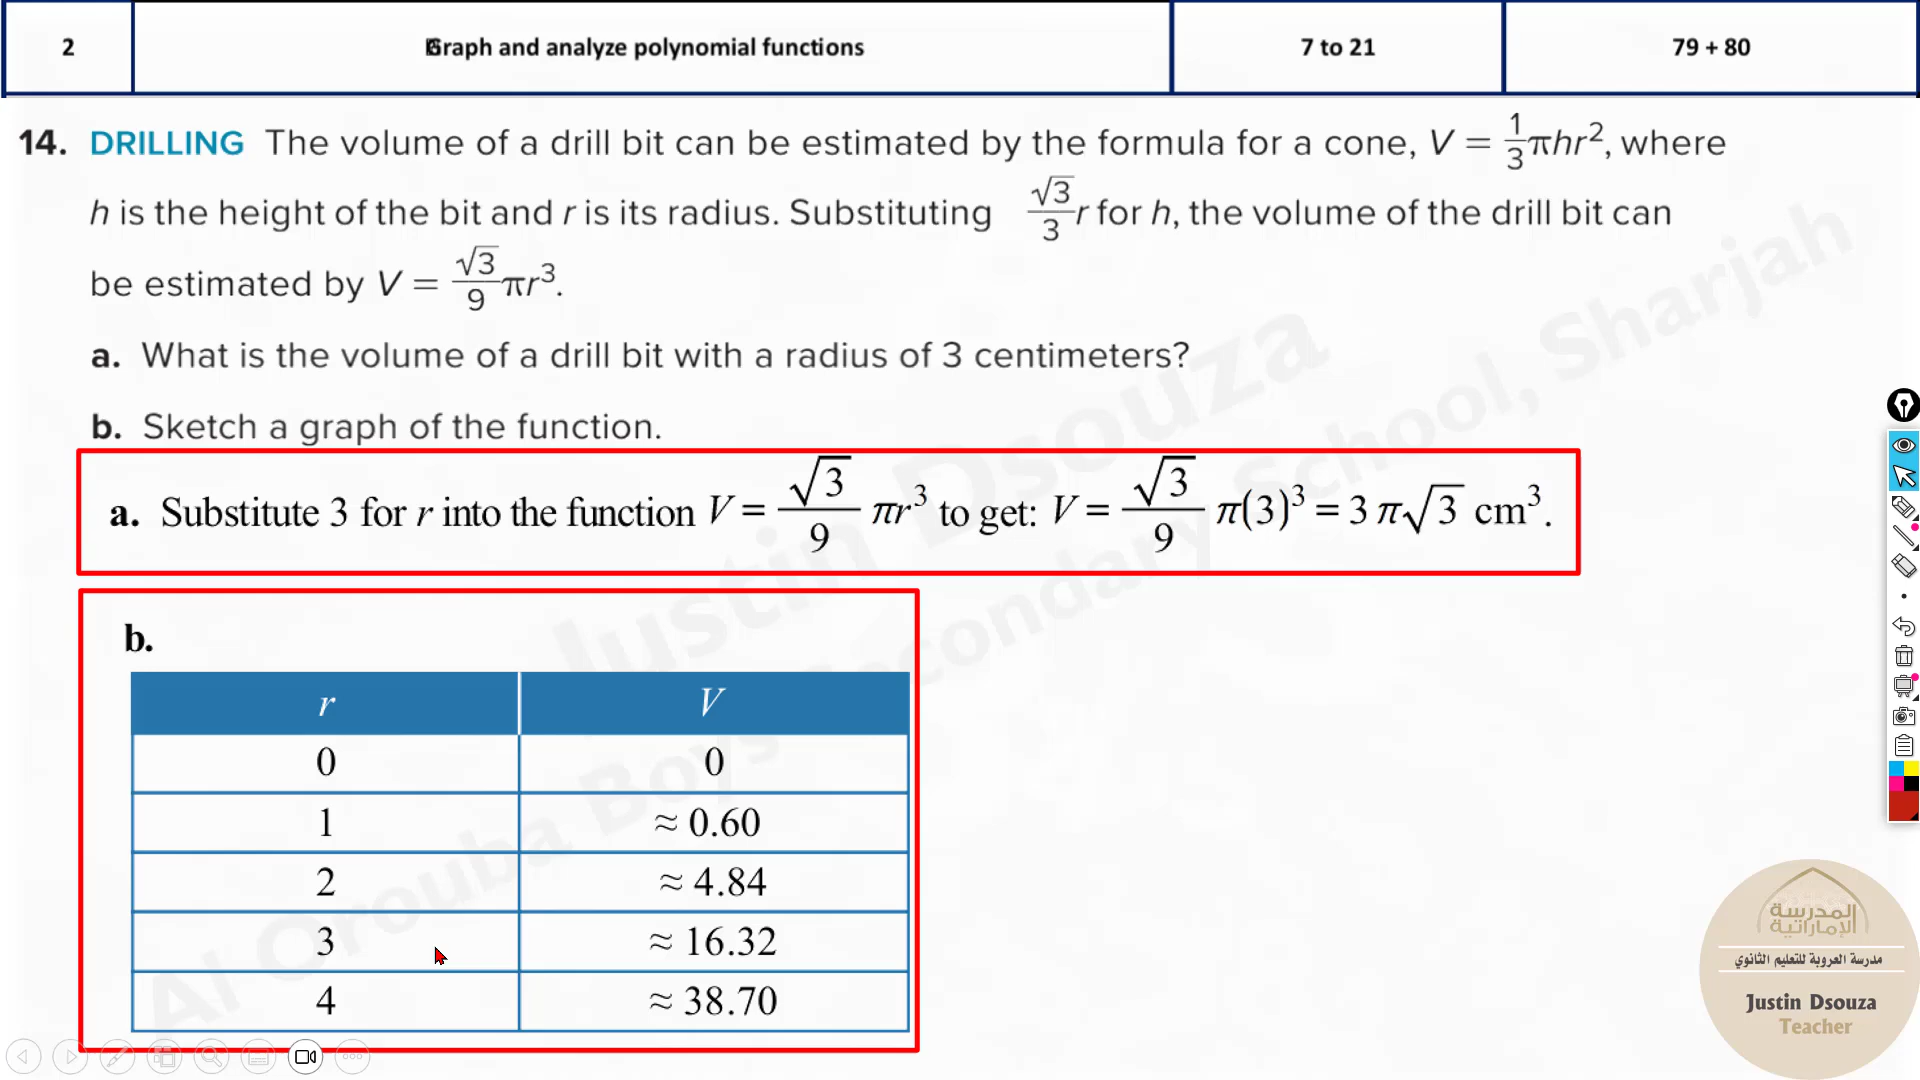 2 Graph and analyze polynomial functions 7 to 21 79 + 80
14. DRILLING The volume of a drill bit can be estimated by the formula for a cone, V = 1/3 πhr², where
h is the height of the bit and r is its radius. Substituting √3/3 r for h, the volume of the drill bit can
be estimated by V = √3/9 πr³.
a. What is the volume of a drill bit with a radius of 3 centimeters?
b. Sketch a graph of the function.
a. Substitute 3 for r into the function V = √3/9 πr³ to get: V = √3/9 π(3)³ = 3π√3 cm³.
b.
r V
0 0
1 ≈ 0.60
2 ≈ 4.84
3 ≈ 16.32
4 ≈ 38.70
Justin Dsouza
Al Orouba Boys Secondary School, Sharjah
المدرسة
الإماراتية
مدرسة العروبة للتعليم الثانوي
Justin Dsouza
Teacher